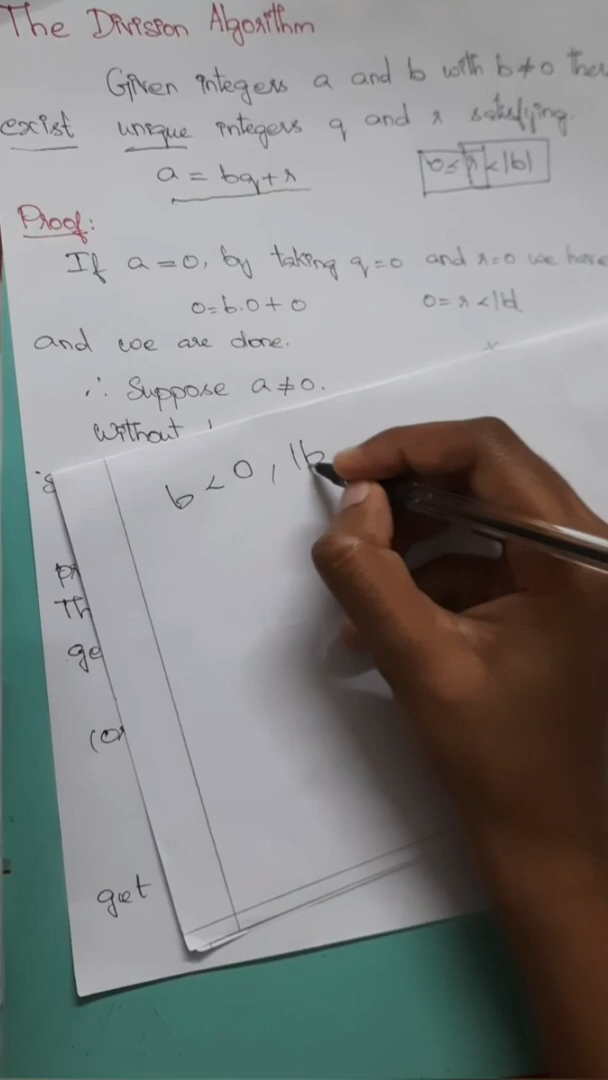 The Division Algorithm
Given integers a and b with b≠0 there
exist unique integers q and r satisfying.
a = bq+r 0≤r<|b|
Proof:
If a=0, by taking q=0 and r=0 we have
0=b.0+0 0=r<|b|
and we are done.
∴ Suppose a≠0.
Without
b < 0, |b
get